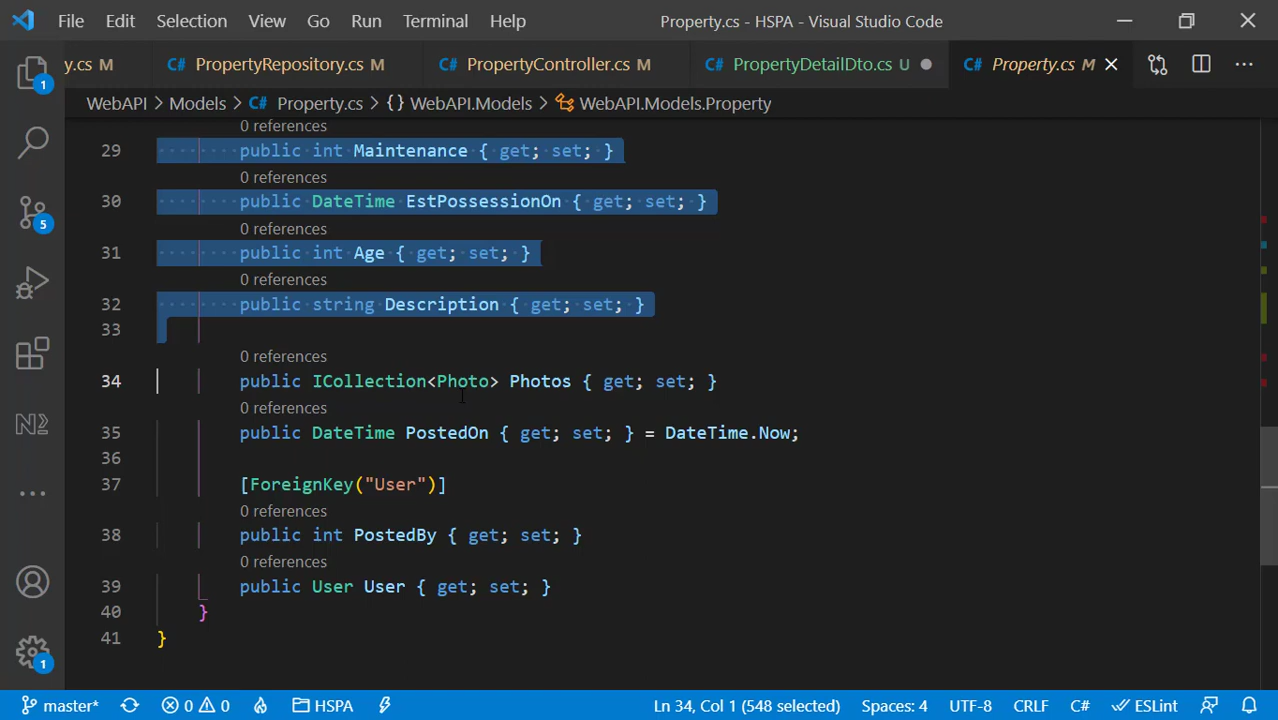 File Edit Selection View Go Run Terminal Help Property.cs - HSPA - Visual Studio Code
y.cs M C# PropertyRepository.cs M C# PropertyController.cs M C# PropertyDetailDto.cs U C# Property.cs M
WebAPI > Models > C# Property.cs > {} WebAPI.Models > WebAPI.Models.Property
0 references
29 public int Maintenance { get; set; }
0 references
30 public DateTime EstPossessionOn { get; set; }
0 references
31 public int Age { get; set; }
0 references
32 public string Description { get; set; }
33
0 references
34 public ICollection<Photo> Photos { get; set; }
0 references
35 public DateTime PostedOn { get; set; } = DateTime.Now;
36
37 [ForeignKey("User")]
0 references
38 public int PostedBy { get; set; }
0 references
39 public User User { get; set; }
40 }
41 }
1
5
1
master* 0 0 HSPA Ln 34, Col 1 (548 selected) Spaces: 4 UTF-8 CRLF C# ESLint